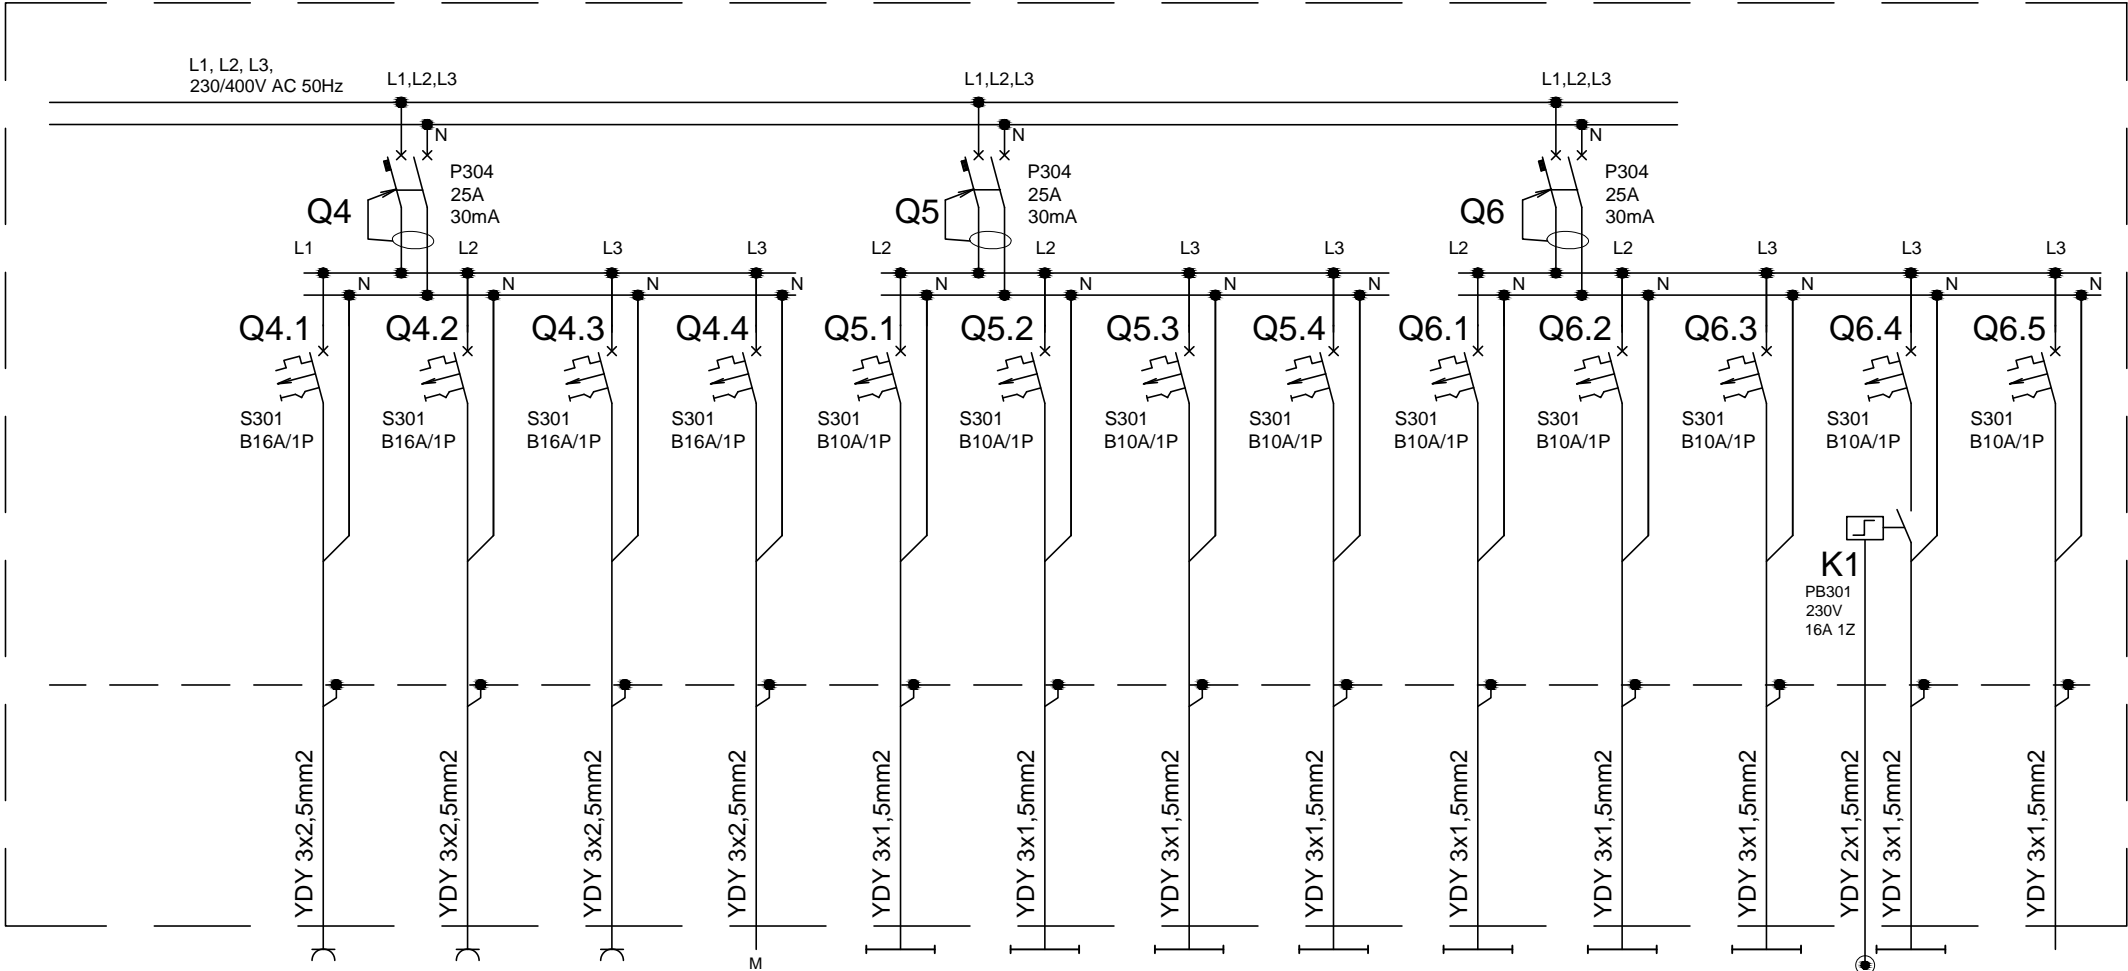 L1, L2, L3,
230/400V AC 50Hz
L1,L2,L3
L1,L2,L3
L1,L2,L3
N
N
N
Q4
P304
25A
30mA
Q5
P304
25A
30mA
Q6
P304
25A
30mA
L1
L2
L3
L3
L2
L2
L3
L3
L2
L2
L3
L3
L3
N
N
N
N
N
N
N
N
N
N
N
N
N
Q4.1
Q4.2
Q4.3
Q4.4
Q5.1
Q5.2
Q5.3
Q5.4
Q6.1
Q6.2
Q6.3
Q6.4
Q6.5
S301
B16A/1P
S301
B16A/1P
S301
B16A/1P
S301
B16A/1P
S301
B10A/1P
S301
B10A/1P
S301
B10A/1P
S301
B10A/1P
S301
B10A/1P
S301
B10A/1P
S301
B10A/1P
S301
B10A/1P
S301
B10A/1P
K1
PB301
230V
16A 1Z
YDY 3x2,5mm2
YDY 3x2,5mm2
YDY 3x2,5mm2
YDY 3x2,5mm2
YDY 3x1,5mm2
YDY 3x1,5mm2
YDY 3x1,5mm2
YDY 3x1,5mm2
YDY 3x1,5mm2
YDY 3x1,5mm2
YDY 3x1,5mm2
YDY 2x1,5mm2
YDY 3x1,5mm2
YDY 3x1,5mm2
M